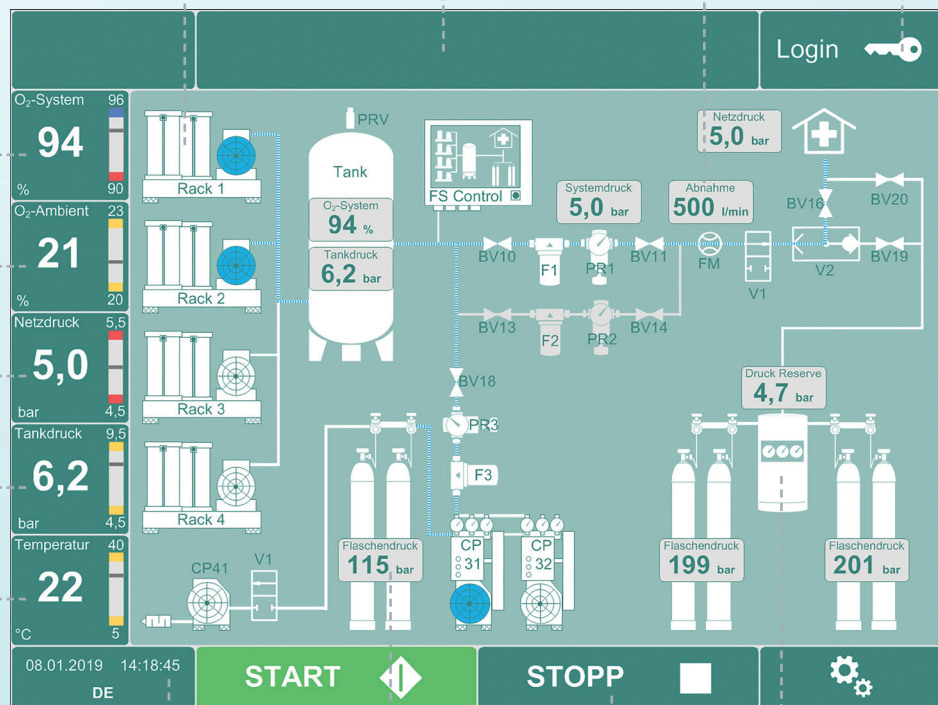 Login
O₂-System 96
94
% 90
O₂-Ambient 23
21
% 20
Netzdruck 5,5
5,0
bar 4,5
Tankdruck 9,5
6,2
bar 4,5
Temperatur 40
22
°C 5
Rack 1
Rack 2
Rack 3
Rack 4
PRV
Tank
O₂-System
94 %
Tankdruck
6,2 bar
FS Control
Systemdruck
5,0 bar
Abnahme
500 l/min
Netzdruck
5,0 bar
BV16
BV20
BV10
F1
PR1
BV11
FM
V1
V2
BV19
BV13
F2
PR2
BV14
BV18
PR3
F3
Druck Reserve
4,7 bar
CP41
V1
Flaschendruck
115 bar
CP
31
CP
32
Flaschendruck
199 bar
Flaschendruck
201 bar
08.01.2019 14:18:45
DE
START
STOPP